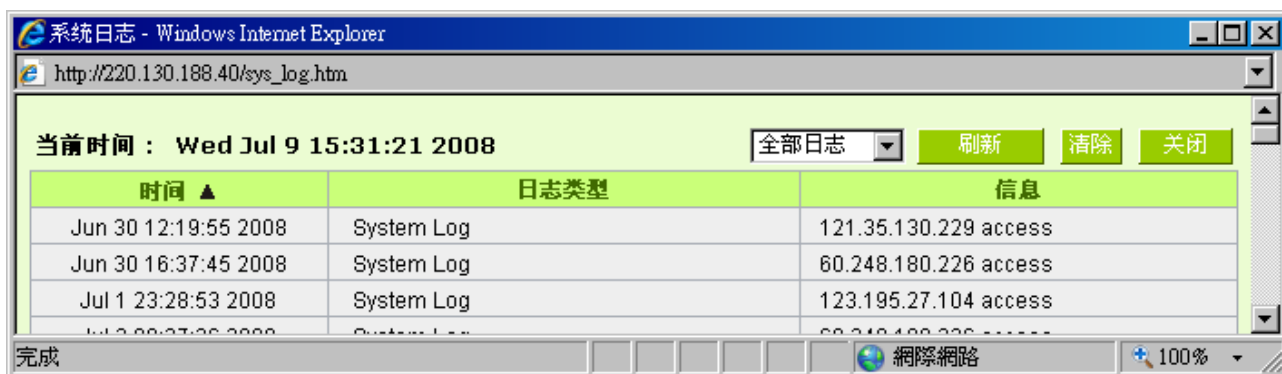 系统日志 - Windows Internet Explorer
http://220.130.188.40/sys_log.htm
当前时间： Wed Jul 9 15:31:21 2008 全部日志 刷新 清除 关闭
时间 ▲ 日志类型 信息
Jun 30 12:19:55 2008 System Log 121.35.130.229 access
Jun 30 16:37:45 2008 System Log 60.248.180.226 access
Jul 1 23:28:53 2008 System Log 123.195.27.104 access
完成 網際網路 100%